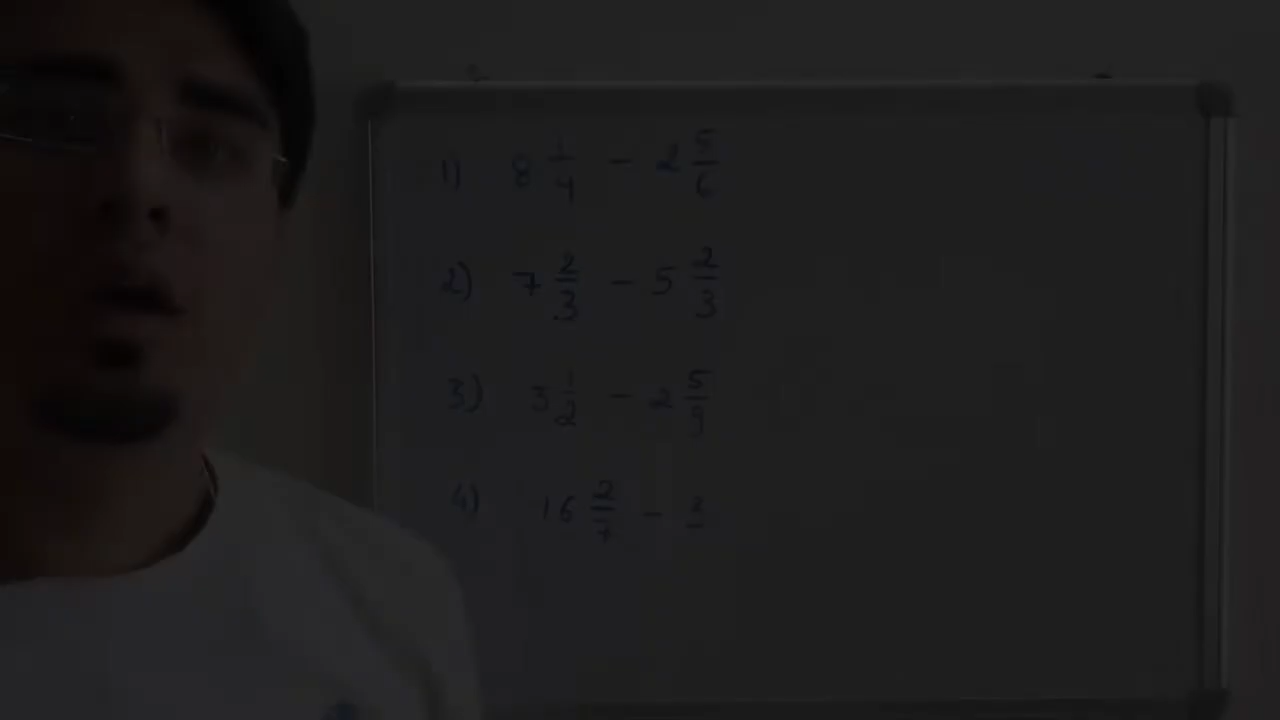 1) 8 1/4 - 2 5/6
2) 7 2/3 - 5 2/3
3) 3 1/2 - 2 5/9
4) 16 2/7 -